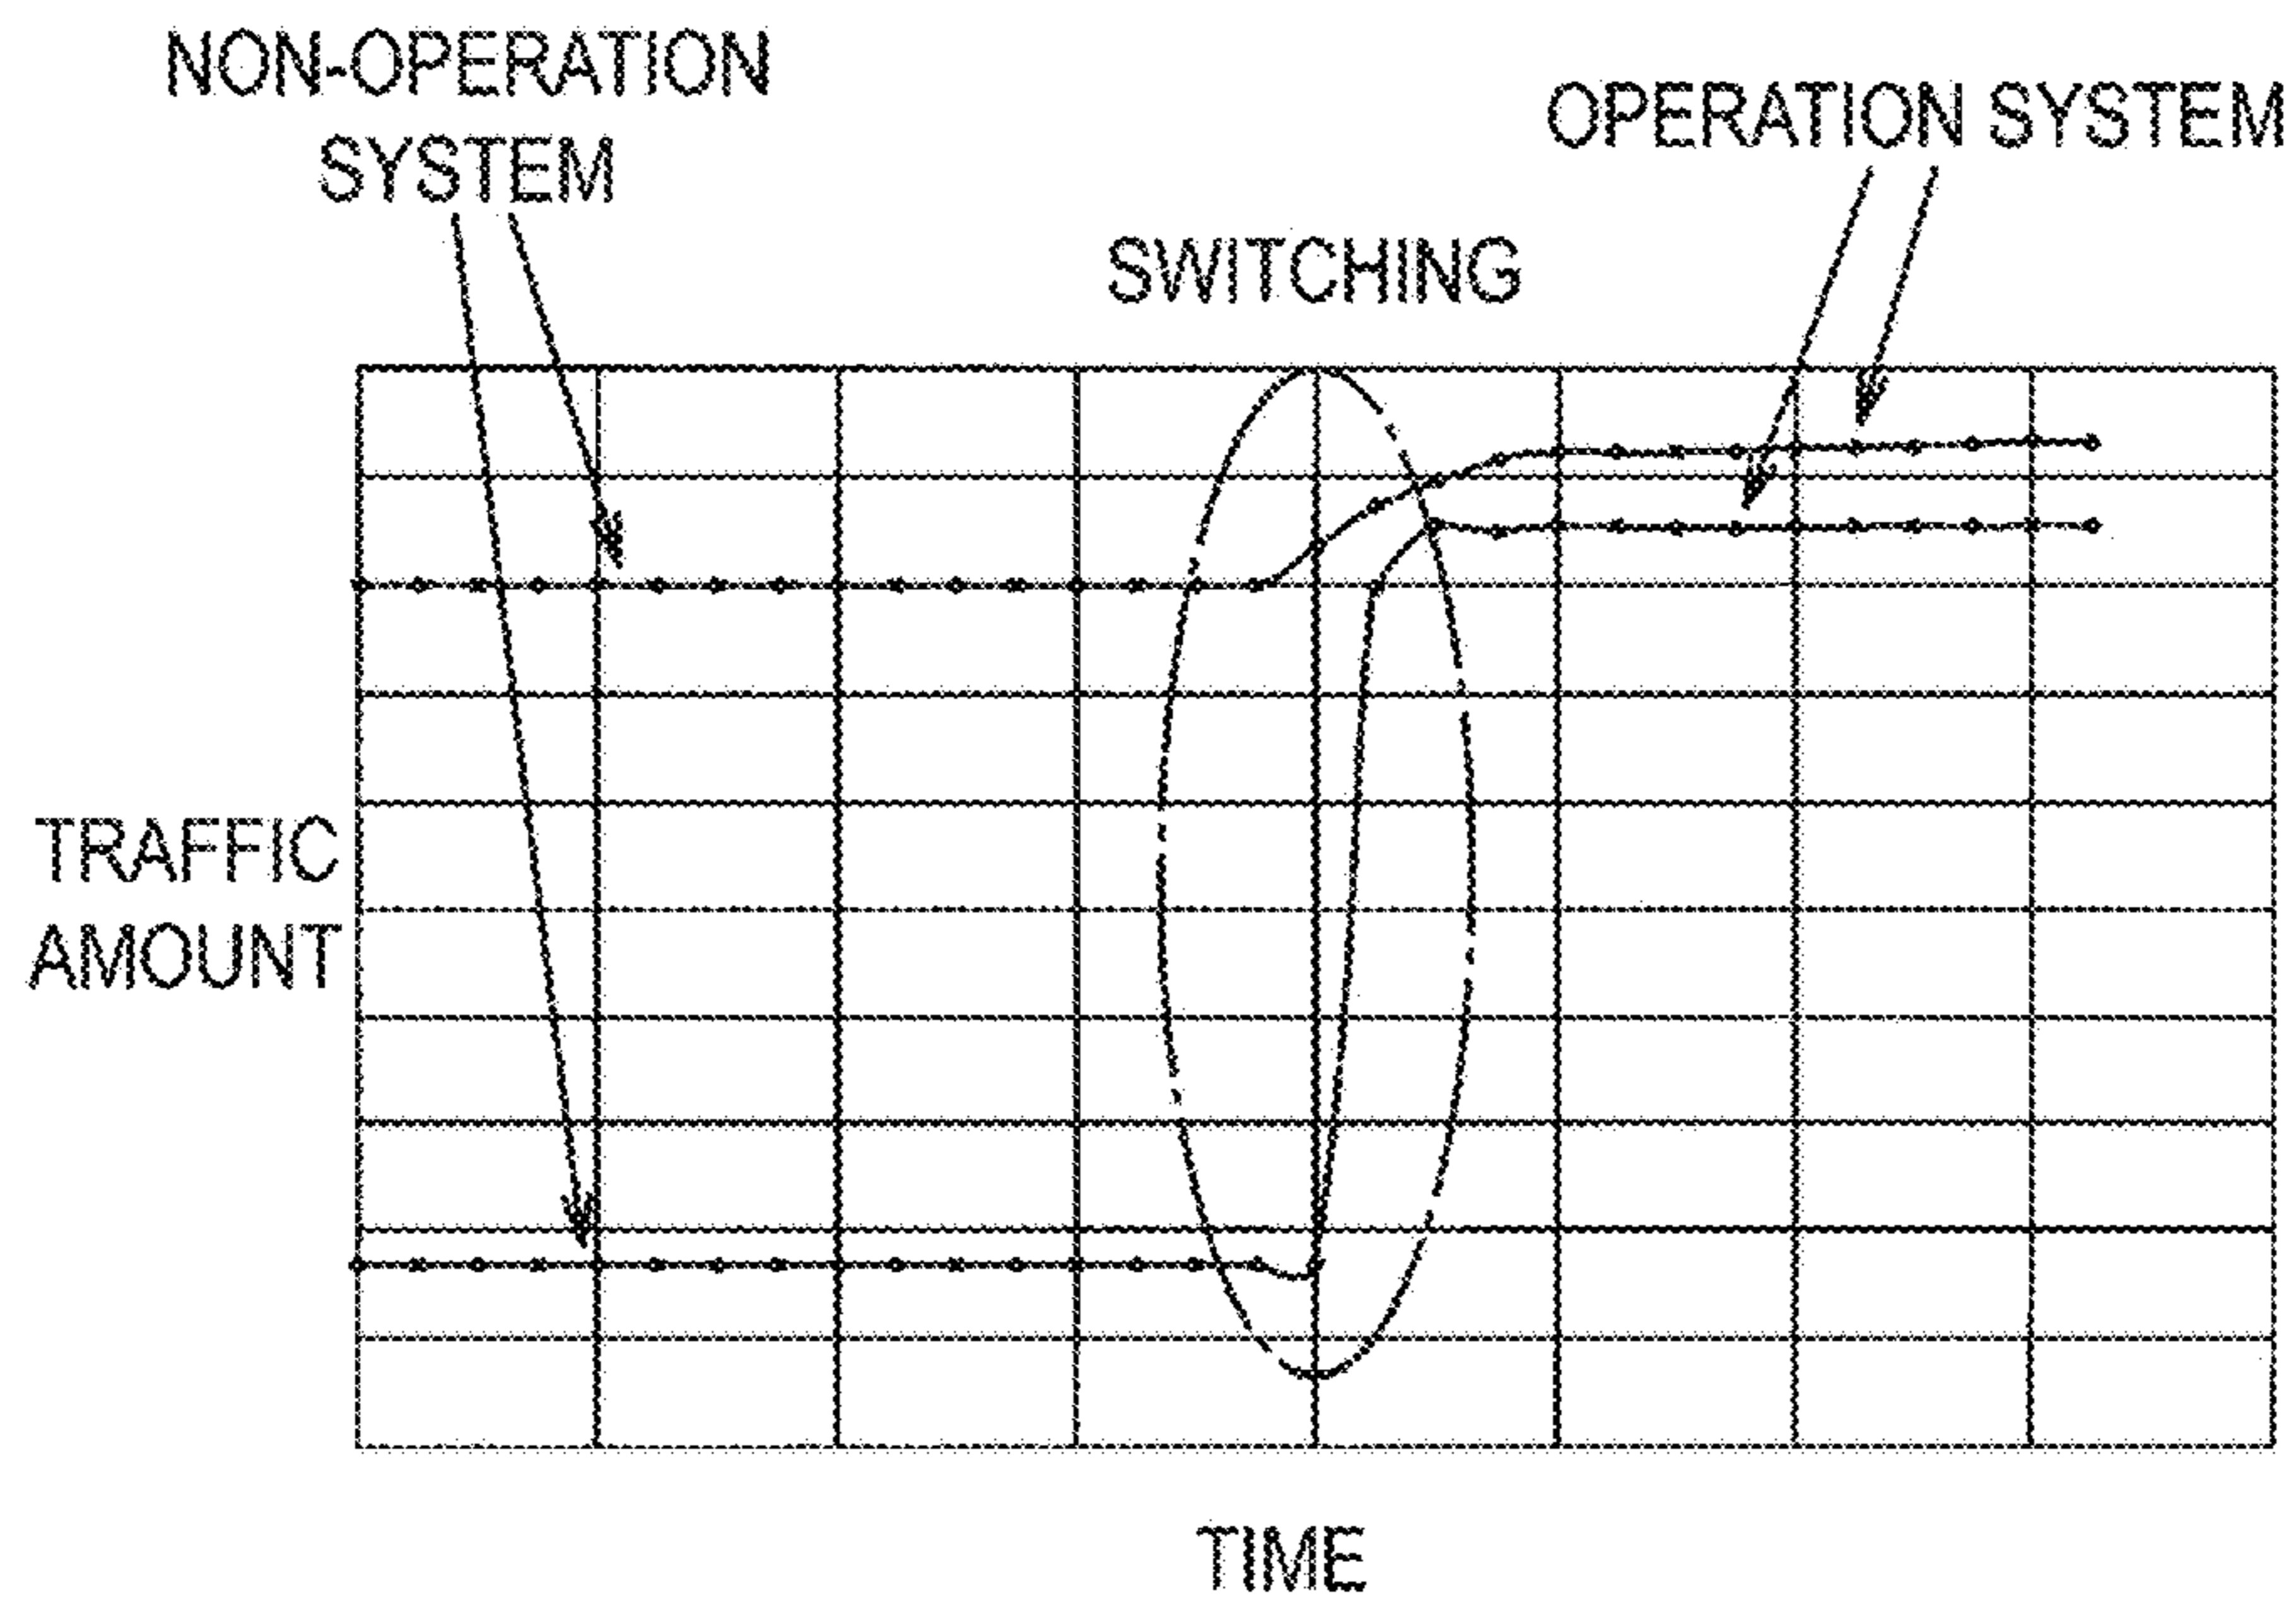 NON-OPERATION
SYSTEM
OPERATION SYSTEM
SWITCHING
TRAFFIC
AMOUNT
TIME